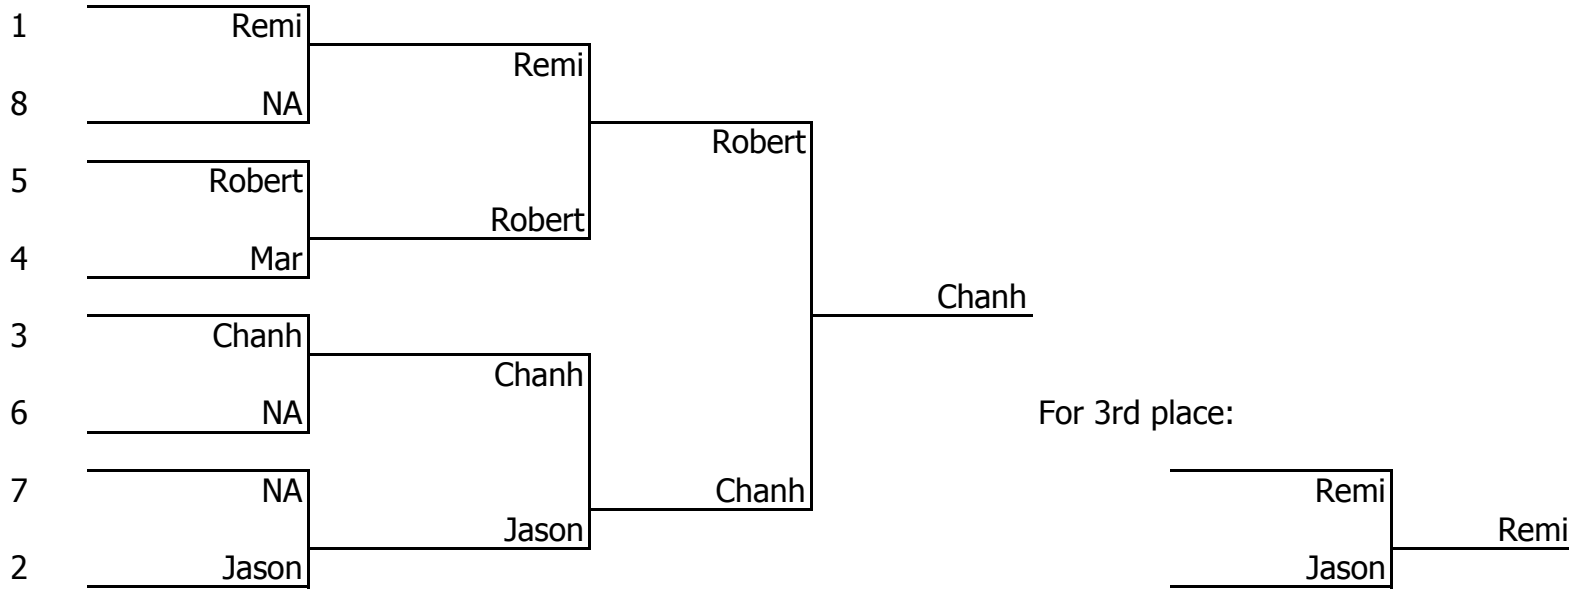 1 Remi
Remi
8 NA
Robert
5 Robert
Robert
4 Mar
Chanh
3 Chanh
Chanh
6 NA
For 3rd place:
7 NA
Chanh
Remi
Jason
Remi
2 Jason
Jason